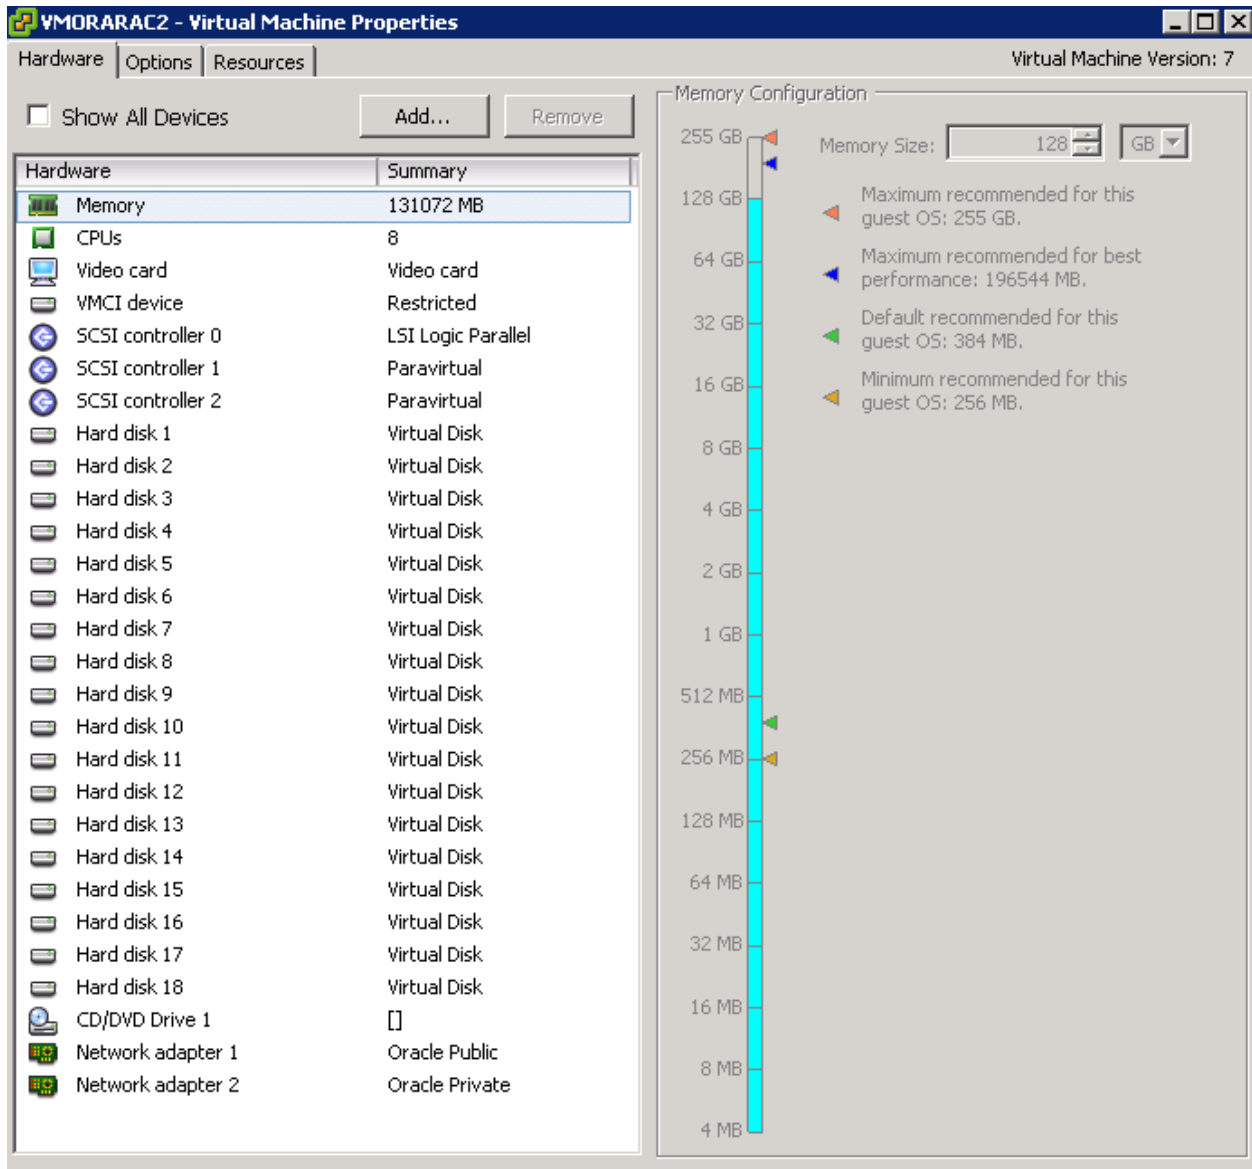 VMORARAC2 - Virtual Machine Properties
Hardware Options Resources Virtual Machine Version: 7
Show All Devices Add... Remove
Hardware Summary
Memory 131072 MB
CPUs 8
Video card Video card
VMCI device Restricted
SCSI controller 0 LSI Logic Parallel
SCSI controller 1 Paravirtual
SCSI controller 2 Paravirtual
Hard disk 1 Virtual Disk
Hard disk 2 Virtual Disk
Hard disk 3 Virtual Disk
Hard disk 4 Virtual Disk
Hard disk 5 Virtual Disk
Hard disk 6 Virtual Disk
Hard disk 7 Virtual Disk
Hard disk 8 Virtual Disk
Hard disk 9 Virtual Disk
Hard disk 10 Virtual Disk
Hard disk 11 Virtual Disk
Hard disk 12 Virtual Disk
Hard disk 13 Virtual Disk
Hard disk 14 Virtual Disk
Hard disk 15 Virtual Disk
Hard disk 16 Virtual Disk
Hard disk 17 Virtual Disk
Hard disk 18 Virtual Disk
CD/DVD Drive 1 []
Network adapter 1 Oracle Public
Network adapter 2 Oracle Private
Memory Configuration
255 GB
128 GB
64 GB
32 GB
16 GB
8 GB
4 GB
2 GB
1 GB
512 MB
256 MB
128 MB
64 MB
32 MB
16 MB
8 MB
4 MB
Memory Size: 128 GB
Maximum recommended for this
guest OS: 255 GB.
Maximum recommended for best
performance: 196544 MB.
Default recommended for this
guest OS: 384 MB.
Minimum recommended for this
guest OS: 256 MB.